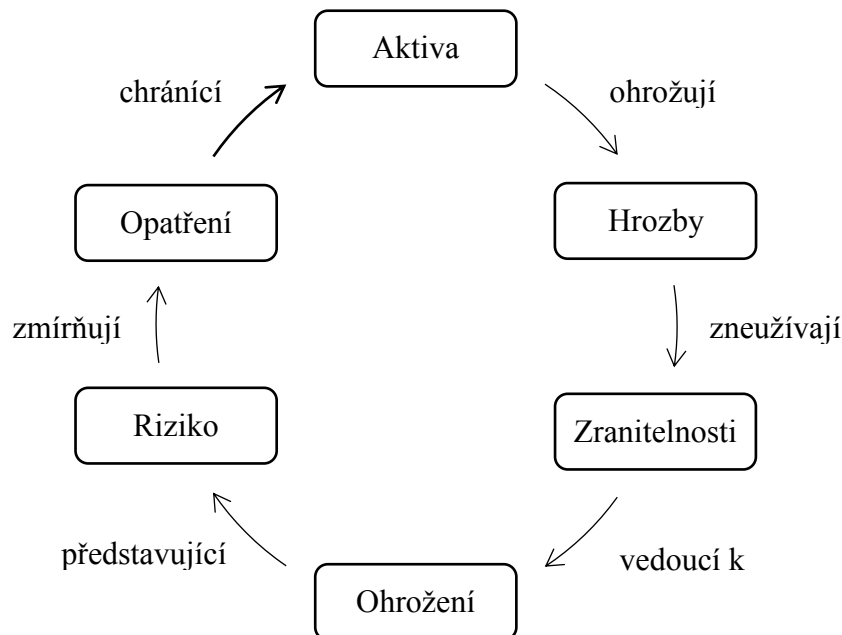 Aktiva
chránící
ohrožují
Opatření
Hrozby
zmírňují
zneužívají
Riziko
Zranitelnosti
představující
vedoucí k
Ohrožení